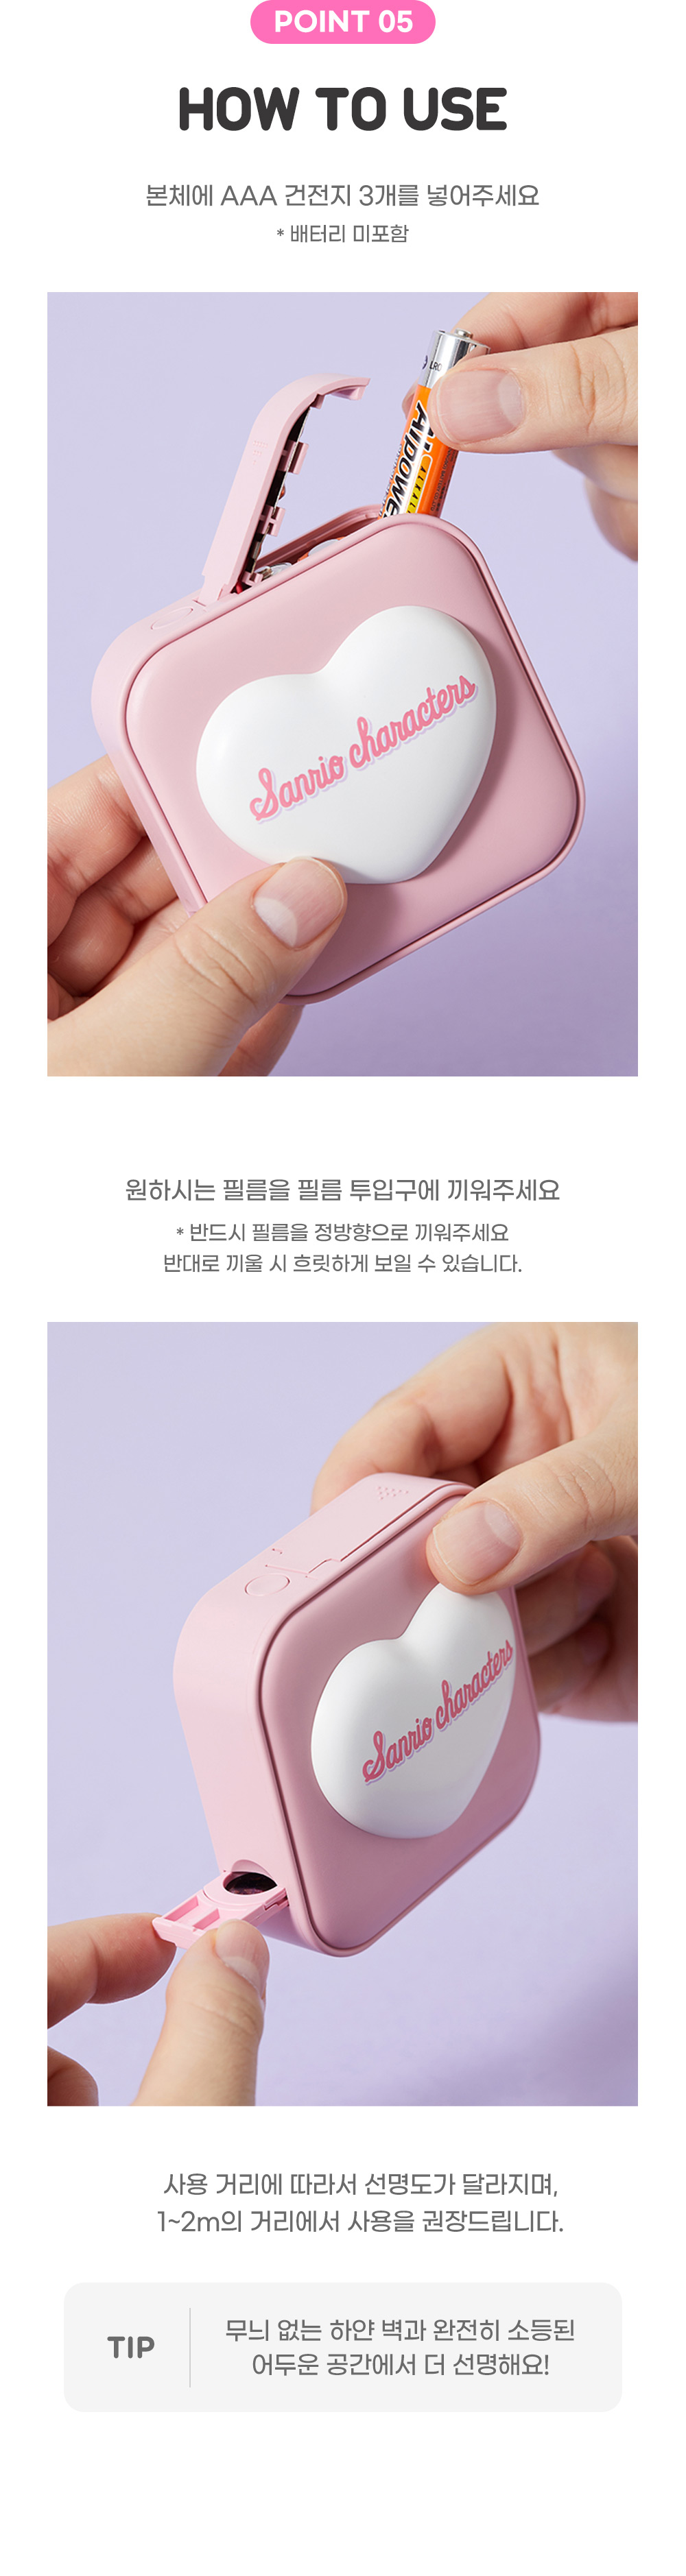 POINT 05
HOW TO USE
본체에 AAA 건전지 3개를 넣어주세요
* 배터리 미포함
LR0
Sanrio characters
원하시는 필름을 필름 투입구에 끼워주세요
* 반드시 필름을 정방향으로 끼워주세요
반대로 끼울 시 흐릿하게 보일 수 있습니다.
Sanrio characters
사용 거리에 따라서 선명도가 달라지며,
1~2m의 거리에서 사용을 권장드립니다.
TIP
무늬 없는 하얀 벽과 완전히 소등된
어두운 공간에서 더 선명해요!